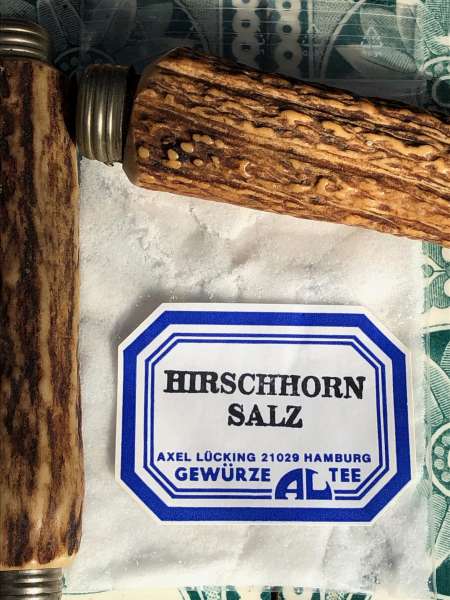 HIRSCHHORN
SALZ
AXEL LÜCKING 21029 HAMBURG
GEWÜRZE AL TEE